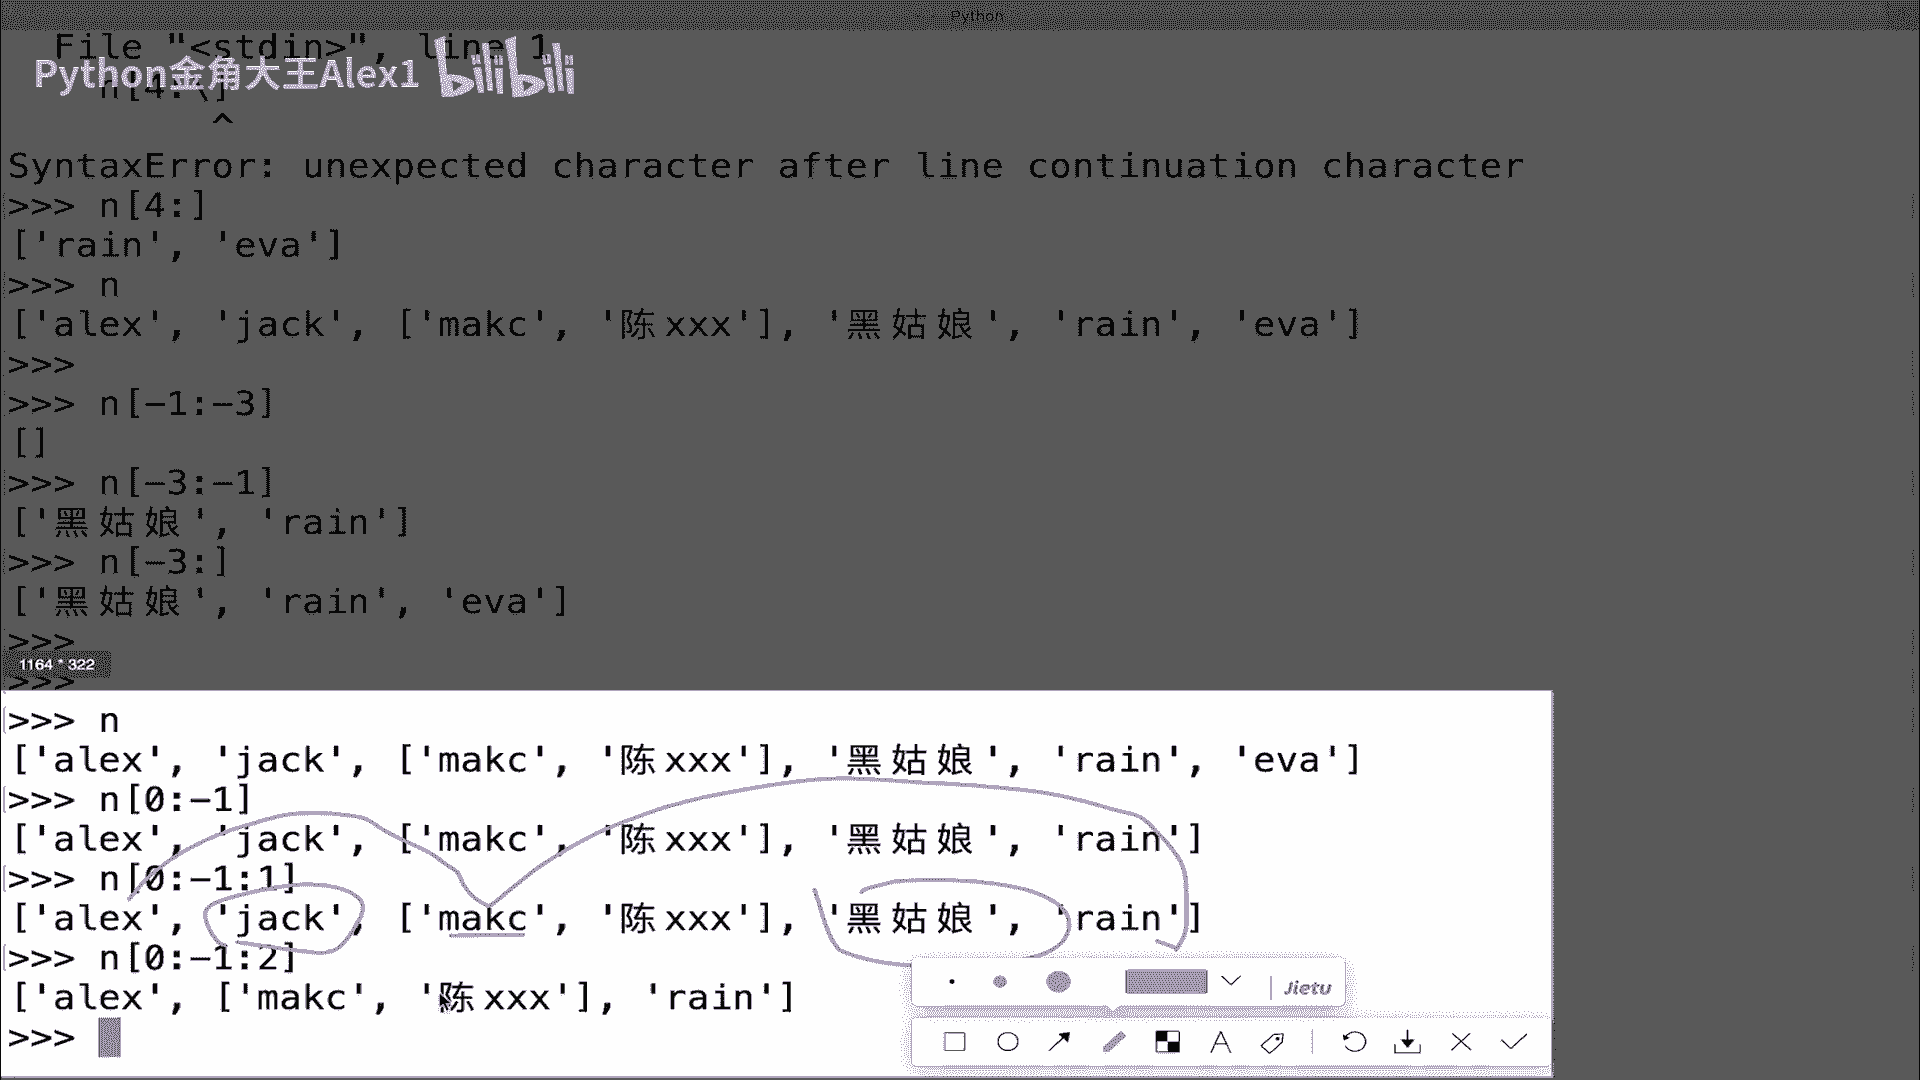 Python
File "<stdin>", line 1
Python金角大王Alex1 bilibili
n[4:\]
^
SyntaxError: unexpected character after line continuation character
>>> n[4:]
['rain', 'eva']
>>> n
['alex', 'jack', ['makc', '陈xxx'], '黑姑娘', 'rain', 'eva']
>>>
>>> n[-1:-3]
[]
>>> n[-3:-1]
['黑姑娘', 'rain']
>>> n[-3:]
['黑姑娘', 'rain', 'eva']
>>>
1164 * 322
>>>
>>> n
['alex', 'jack', ['makc', '陈xxx'], '黑姑娘', 'rain', 'eva']
>>> n[0:-1]
['alex', 'jack', ['makc', '陈xxx'], '黑姑娘', 'rain']
>>> n[0:-1:1]
['alex', 'jack', ['makc', '陈xxx'], '黑姑娘', 'rain']
>>> n[0:-1:2]
['alex', ['makc', '陈xxx'], 'rain']
Jietu
>>>
A